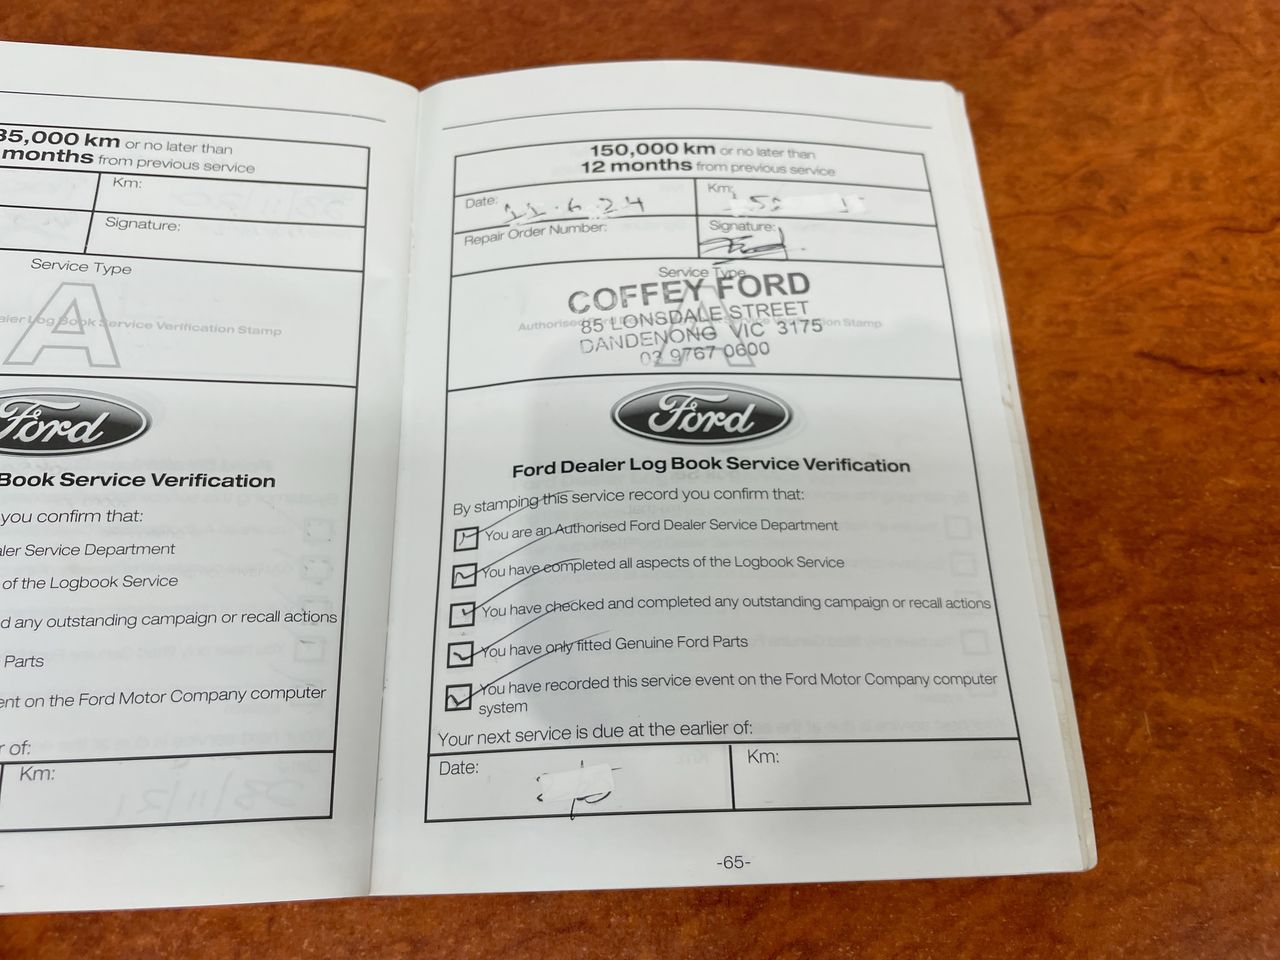 35,000 km or no later than
months from previous service
Km:
Signature:
Service Type
A
Log Book Service Verification Stamp
Ford
Book Service Verification
you confirm that:
Service Department
of the Logbook Service
any outstanding campaign or recall actions
Parts
on the Ford Motor Company computer
of:
Km:
150,000 km or no later than
12 months from previous service
Date: 11.6.24
Km:
Repair Order Number:
Signature:
Service Type
A
Authorised Ford Verification Stamp
COFFEY FORD
85 LONSDALE STREET
DANDENONG VIC 3175
03 9767 0600
Ford
Ford Dealer Log Book Service Verification
By stamping this service record you confirm that:
You are an Authorised Ford Dealer Service Department
You have completed all aspects of the Logbook Service
You have checked and completed any outstanding campaign or recall actions
You have only fitted Genuine Ford Parts
You have recorded this service event on the Ford Motor Company computer
system
Your next service is due at the earlier of:
Date:
Km:
-65-